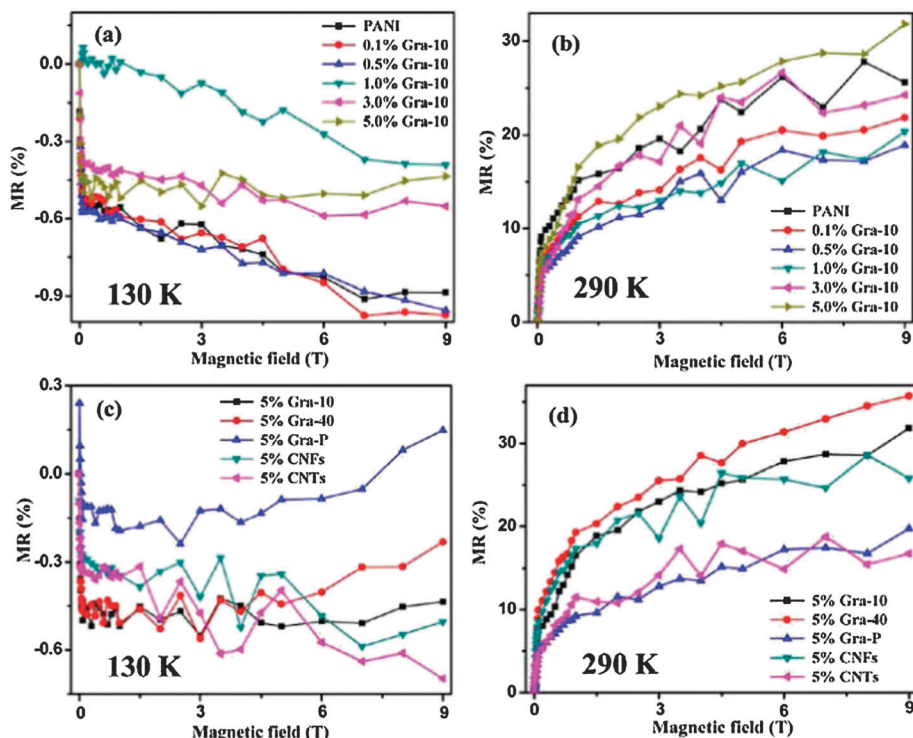 MR (%)
0.0
-0.3
-0.6
-0.9
(a)
PANI
0.1% Gra-10
0.5% Gra-10
1.0% Gra-10
3.0% Gra-10
5.0% Gra-10
130 K
0 3 6 9
Magnetic field (T)
MR (%)
30
20
10
0
(b)
290 K
PANI
0.1% Gra-10
0.5% Gra-10
1.0% Gra-10
3.0% Gra-10
5.0% Gra-10
0 3 6 9
Magnetic field (T)
MR (%)
0.3
0.0
-0.3
-0.6
(c)
5% Gra-10
5% Gra-40
5% Gra-P
5% CNFs
5% CNTs
130 K
0 3 6 9
Magnetic field (T)
MR (%)
30
20
10
0
(d)
290 K
5% Gra-10
5% Gra-40
5% Gra-P
5% CNFs
5% CNTs
0 3 6 9
Magnetic field (T)